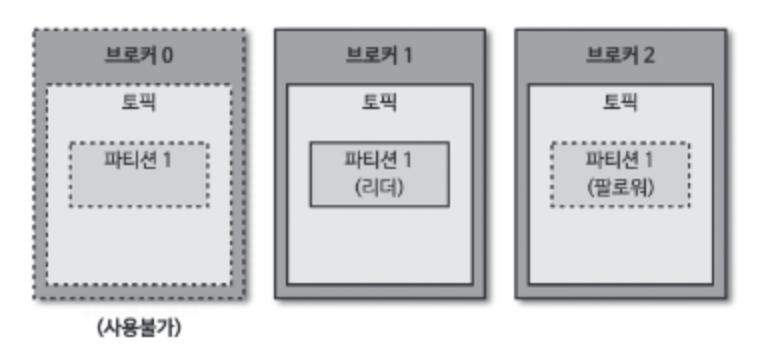 브로커 0
토픽
파티션 1
(사용불가)
브로커 1
토픽
파티션 1
(리더)
브로커 2
토픽
파티션 1
(팔로워)